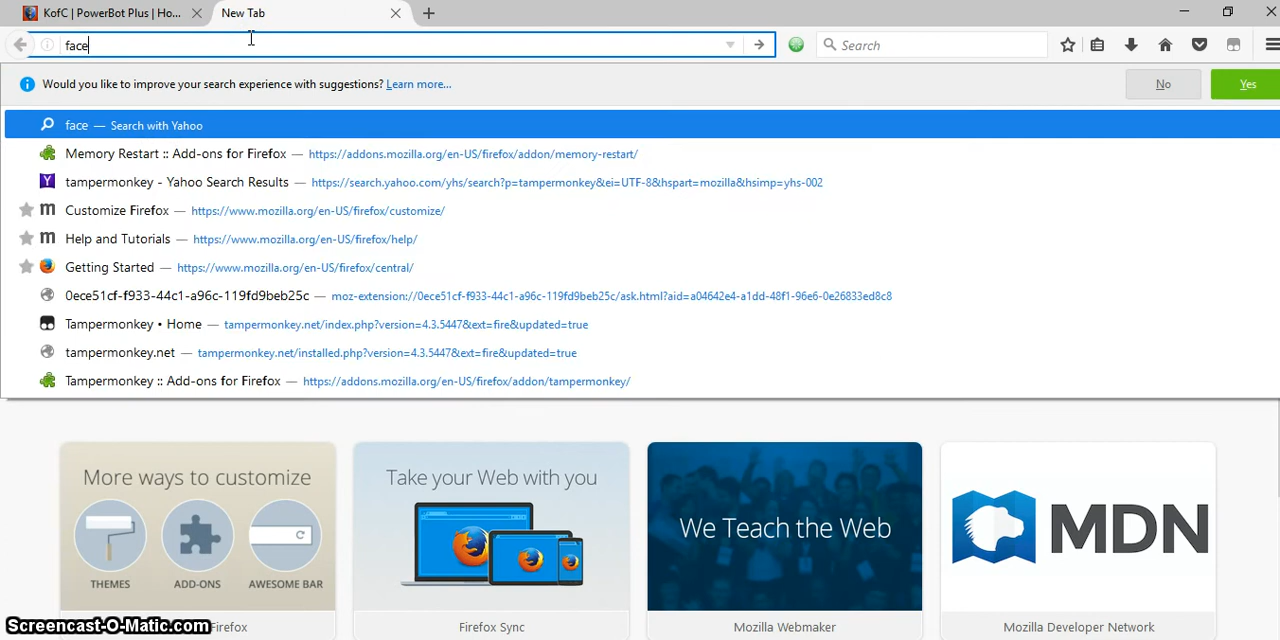 KofC | PowerBot Plus | Ho...
New Tab
face
Search
Would you like to improve your search experience with suggestions? Learn more...
No
Yes
face — Search with Yahoo
Memory Restart :: Add-ons for Firefox — https://addons.mozilla.org/en-US/firefox/addon/memory-restart/
tampermonkey - Yahoo Search Results — https://search.yahoo.com/yhs/search?p=tampermonkey&ei=UTF-8&hspart=mozilla&hsimp=yhs-002
Customize Firefox — https://www.mozilla.org/en-US/firefox/customize/
Help and Tutorials — https://www.mozilla.org/en-US/firefox/help/
Getting Started — https://www.mozilla.org/en-US/firefox/central/
0ece51cf-f933-44c1-a96c-119fd9beb25c — moz-extension://0ece51cf-f933-44c1-a96c-119fd9beb25c/ask.html?aid=a04642e4-a1dd-48f1-96e6-0e26833ed8c8
Tampermonkey • Home — tampermonkey.net/index.php?version=4.3.5447&ext=fire&updated=true
tampermonkey.net — tampermonkey.net/installed.php?version=4.3.5447&ext=fire&updated=true
Tampermonkey :: Add-ons for Firefox — https://addons.mozilla.org/en-US/firefox/addon/tampermonkey/
More ways to customize
THEMES
ADD-ONS
AWESOME BAR
Take your Web with you
We Teach the Web
MDN
Firefox
Firefox Sync
Mozilla Webmaker
Mozilla Developer Network
Screencast-O-Matic.com